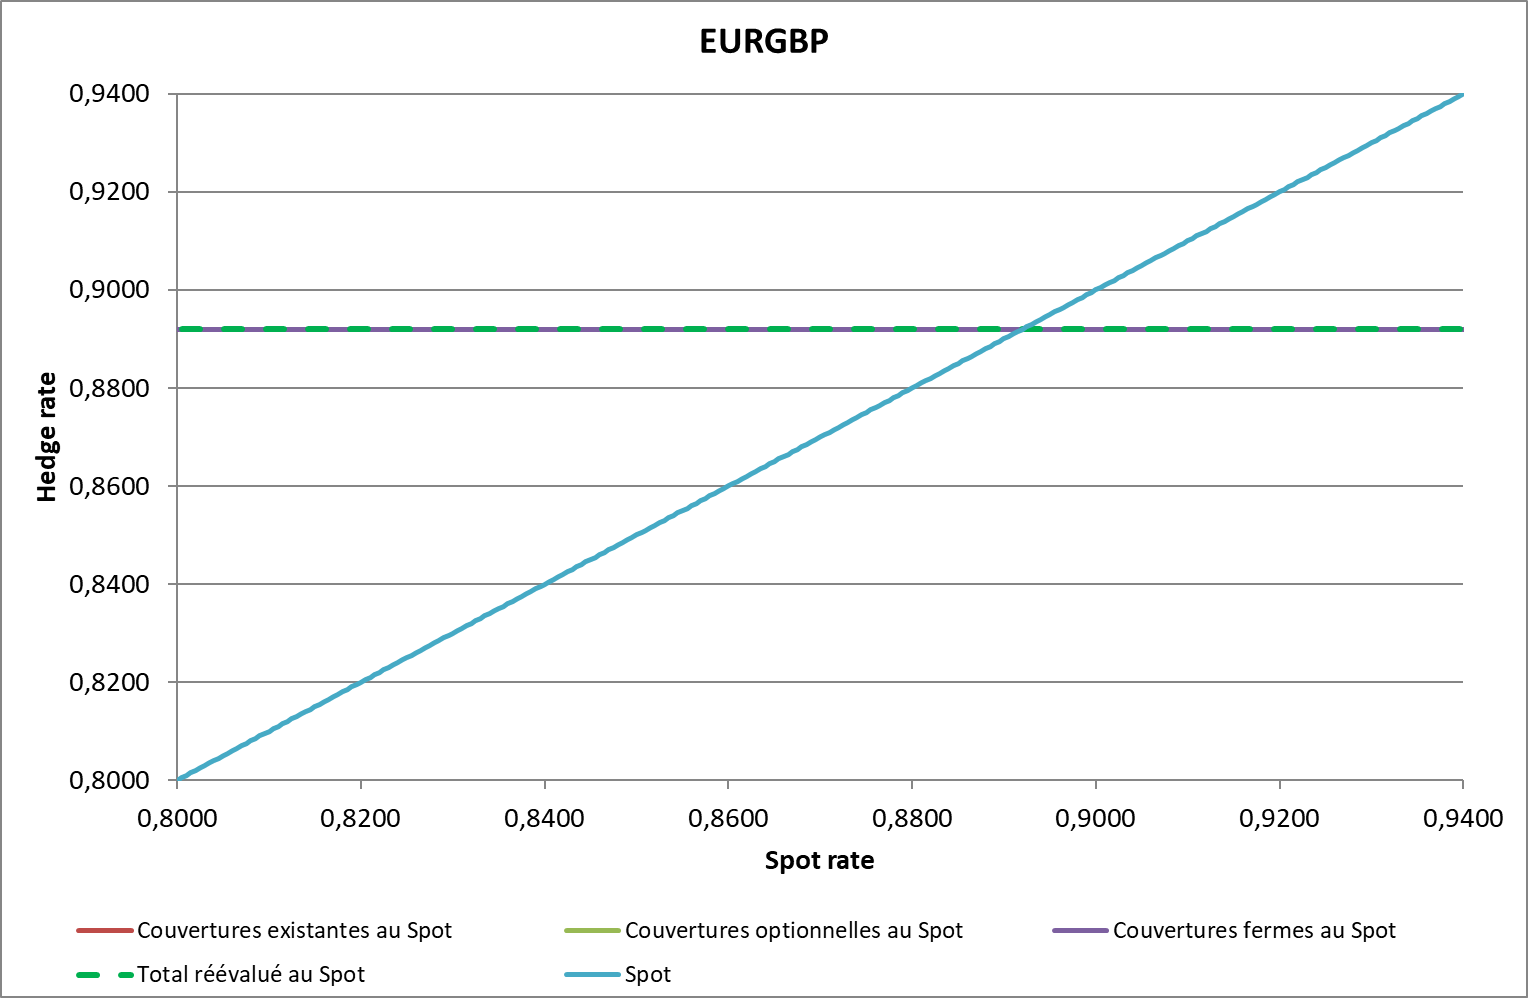 EURGBP
0,9400
0,9200
0,9000
0,8800
0,8600
0,8400
0,8200
0,8000
Hedge rate
0,8000 0,8200 0,8400 0,8600 0,8800 0,9000 0,9200 0,9400
Spot rate
Couvertures existantes au Spot Couvertures optionnelles au Spot Couvertures fermes au Spot
Total réévalué au Spot Spot